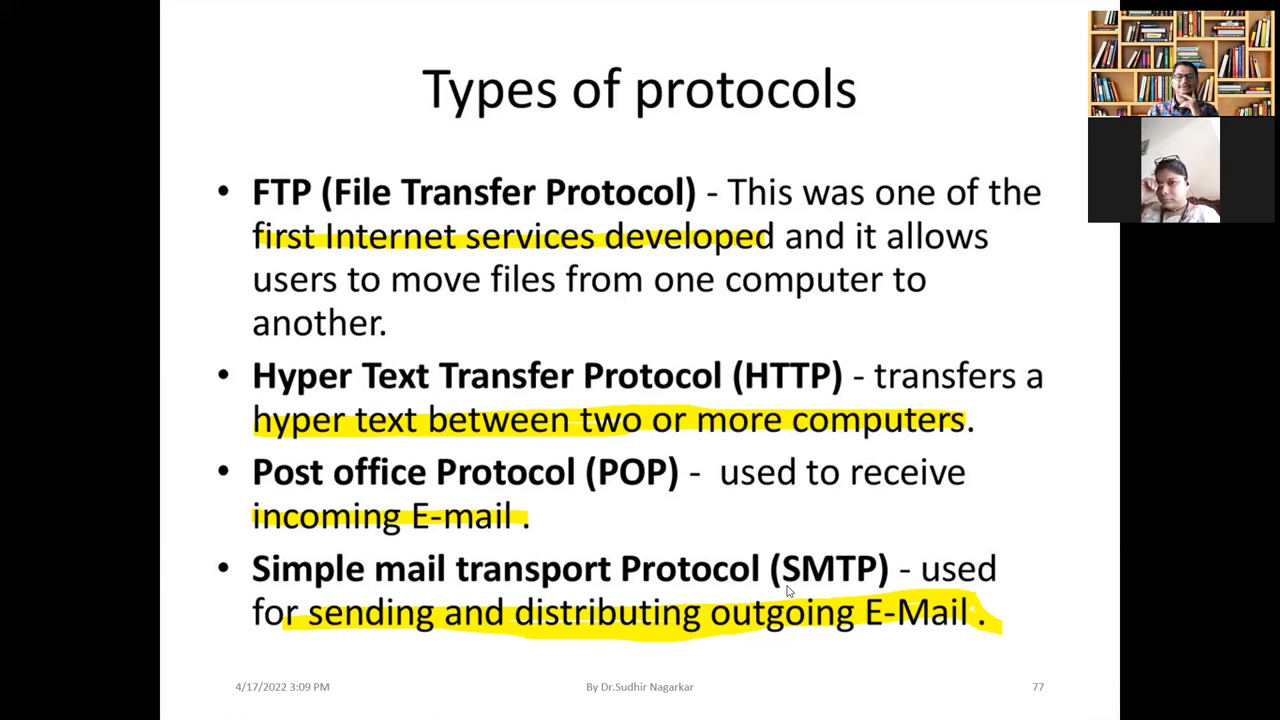 Types of protocols
• FTP (File Transfer Protocol) - This was one of the
first Internet services developed and it allows
users to move files from one computer to
another.
• Hyper Text Transfer Protocol (HTTP) - transfers a
hyper text between two or more computers.
• Post office Protocol (POP) - used to receive
incoming E-mail .
• Simple mail transport Protocol (SMTP) - used
for sending and distributing outgoing E-Mail .
4/17/2022 3:09 PM
By Dr.Sudhir Nagarkar
77